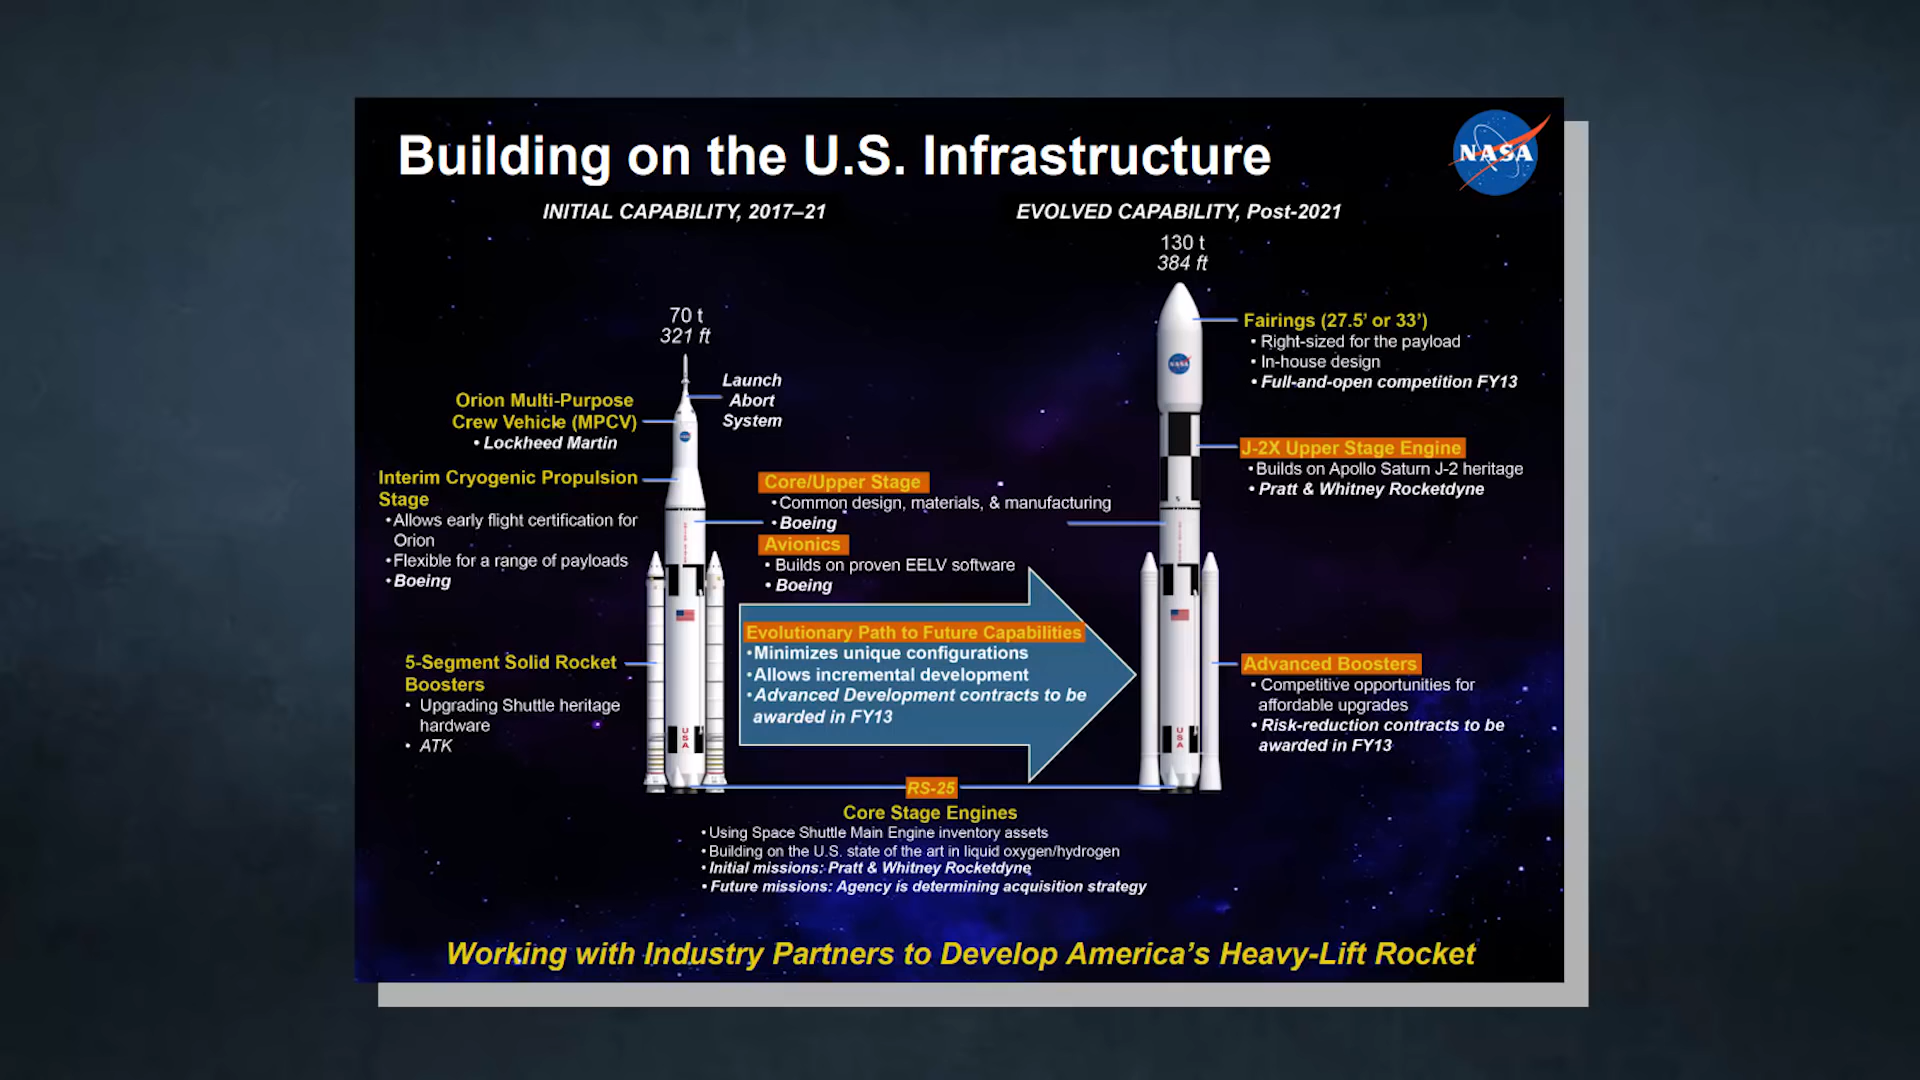 Building on the U.S. Infrastructure
NASA
INITIAL CAPABILITY, 2017–21
EVOLVED CAPABILITY, Post-2021
70 t
321 ft
Launch
Abort
System
Orion Multi-Purpose
Crew Vehicle (MPCV)
• Lockheed Martin
Interim Cryogenic Propulsion
Stage
•Allows early flight certification for
Orion
•Flexible for a range of payloads
•Boeing
5-Segment Solid Rocket
Boosters
• Upgrading Shuttle heritage
hardware
• ATK
USA
Core/Upper Stage
•Common design, materials, & manufacturing
•Boeing
Avionics
• Builds on proven EELV software
• Boeing
Evolutionary Path to Future Capabilities
•Minimizes unique configurations
•Allows incremental development
•Advanced Development contracts to be
awarded in FY13
130 t
384 ft
NASA
Fairings (27.5’ or 33’)
• Right-sized for the payload
• In-house design
• Full-and-open competition FY13
J-2X Upper Stage Engine
•Builds on Apollo Saturn J-2 heritage
• Pratt & Whitney Rocketdyne
Advanced Boosters
• Competitive opportunities for
affordable upgrades
• Risk-reduction contracts to be
awarded in FY13
USA
RS-25
Core Stage Engines
•Using Space Shuttle Main Engine inventory assets
•Building on the U.S. state of the art in liquid oxygen/hydrogen
•Initial missions: Pratt & Whitney Rocketdyne
• Future missions: Agency is determining acquisition strategy
Working with Industry Partners to Develop America’s Heavy-Lift Rocket